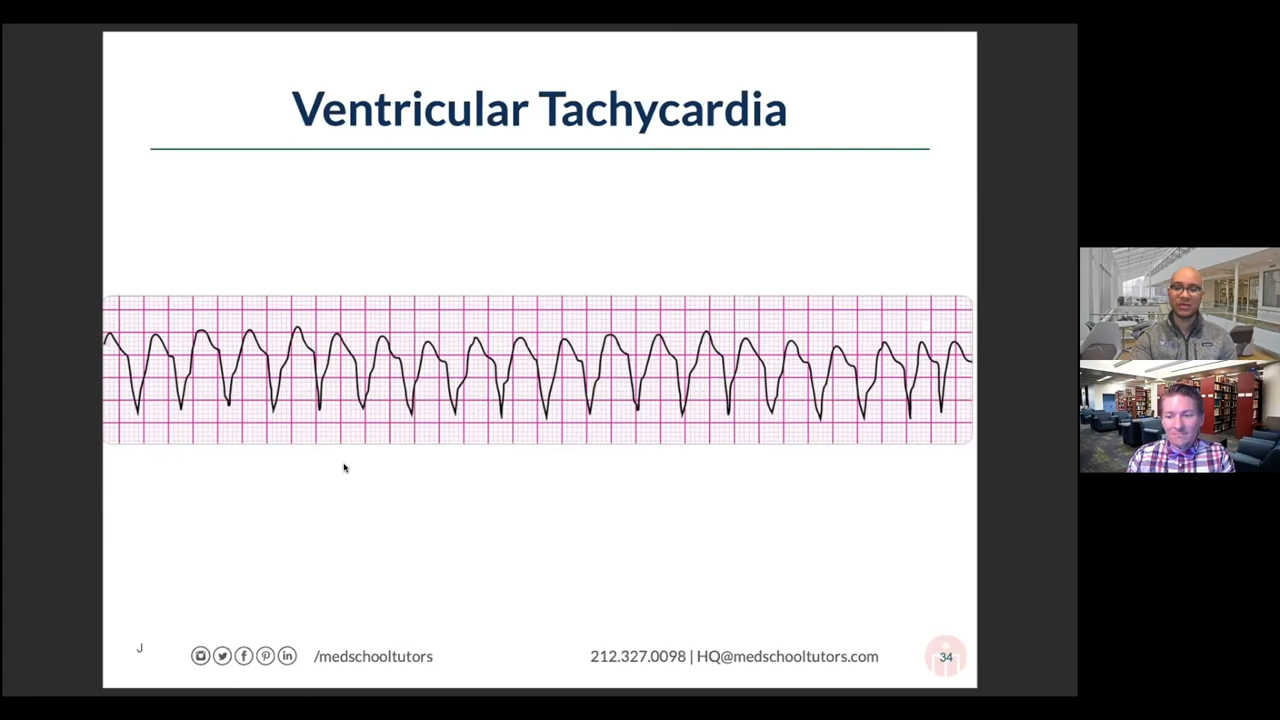 Ventricular Tachycardia
J
/medschooltutors
212.327.0098 | HQ@medschooltutors.com
34